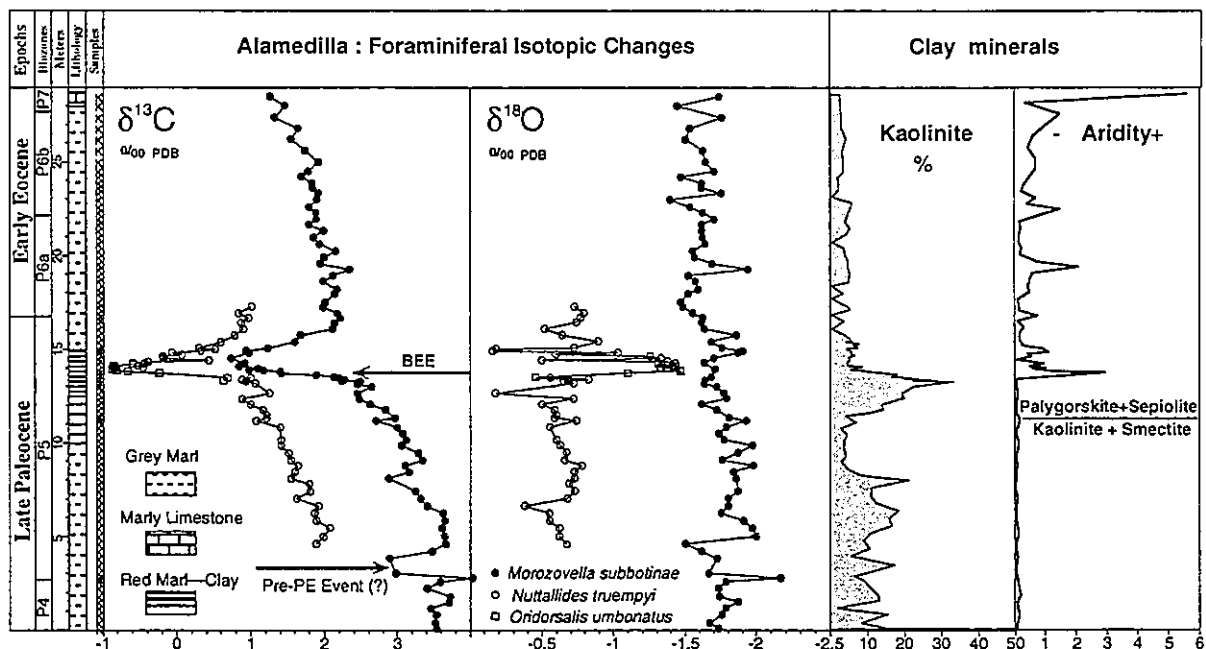 Epochs
Biozones
Meters
Lithology
Samples
Alamedilla : Foraminiferal Isotopic Changes
Clay minerals
Early Eocene
Late Paleocene
P7
P6b
P6a
P5
P4
25
20
15
10
5
δ13C
o/oo PDB
δ18O
o/oo PDB
Kaolinite
%
- Aridity+
BEE
Palygorskite+Sepiolite
Kaolinite + Smectite
Grey Marl
Marly Limestone
Red Marl—Clay
Pre-PE Event (?)
Morozovella subbotinae
Nuttallides truempyi
Oridorsalis umbonatus
-1 0 1 2 3 -0.5 -1 -1.5 -2 -2.5 10 20 30 40 50 1 2 3 4 5 6